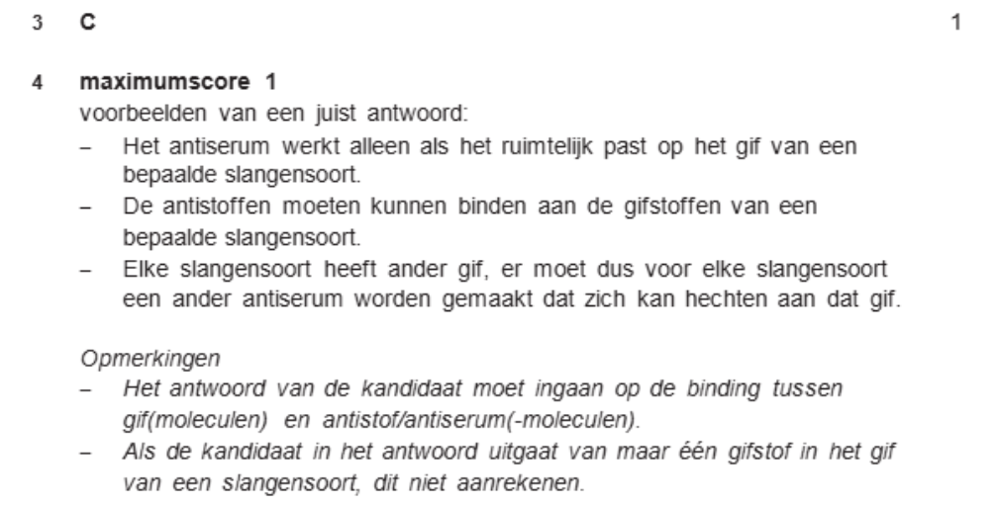 3 C 1
4 maximumscore 1
voorbeelden van een juist antwoord:
– Het antiserum werkt alleen als het ruimtelijk past op het gif van een
bepaalde slangensoort.
– De antistoffen moeten kunnen binden aan de gifstoffen van een
bepaalde slangensoort.
– Elke slangensoort heeft ander gif, er moet dus voor elke slangensoort
een ander antiserum worden gemaakt dat zich kan hechten aan dat gif.
Opmerkingen
– Het antwoord van de kandidaat moet ingaan op de binding tussen
gif(moleculen) en antistof/antiserum(-moleculen).
– Als de kandidaat in het antwoord uitgaat van maar één gifstof in het gif
van een slangensoort, dit niet aanrekenen.